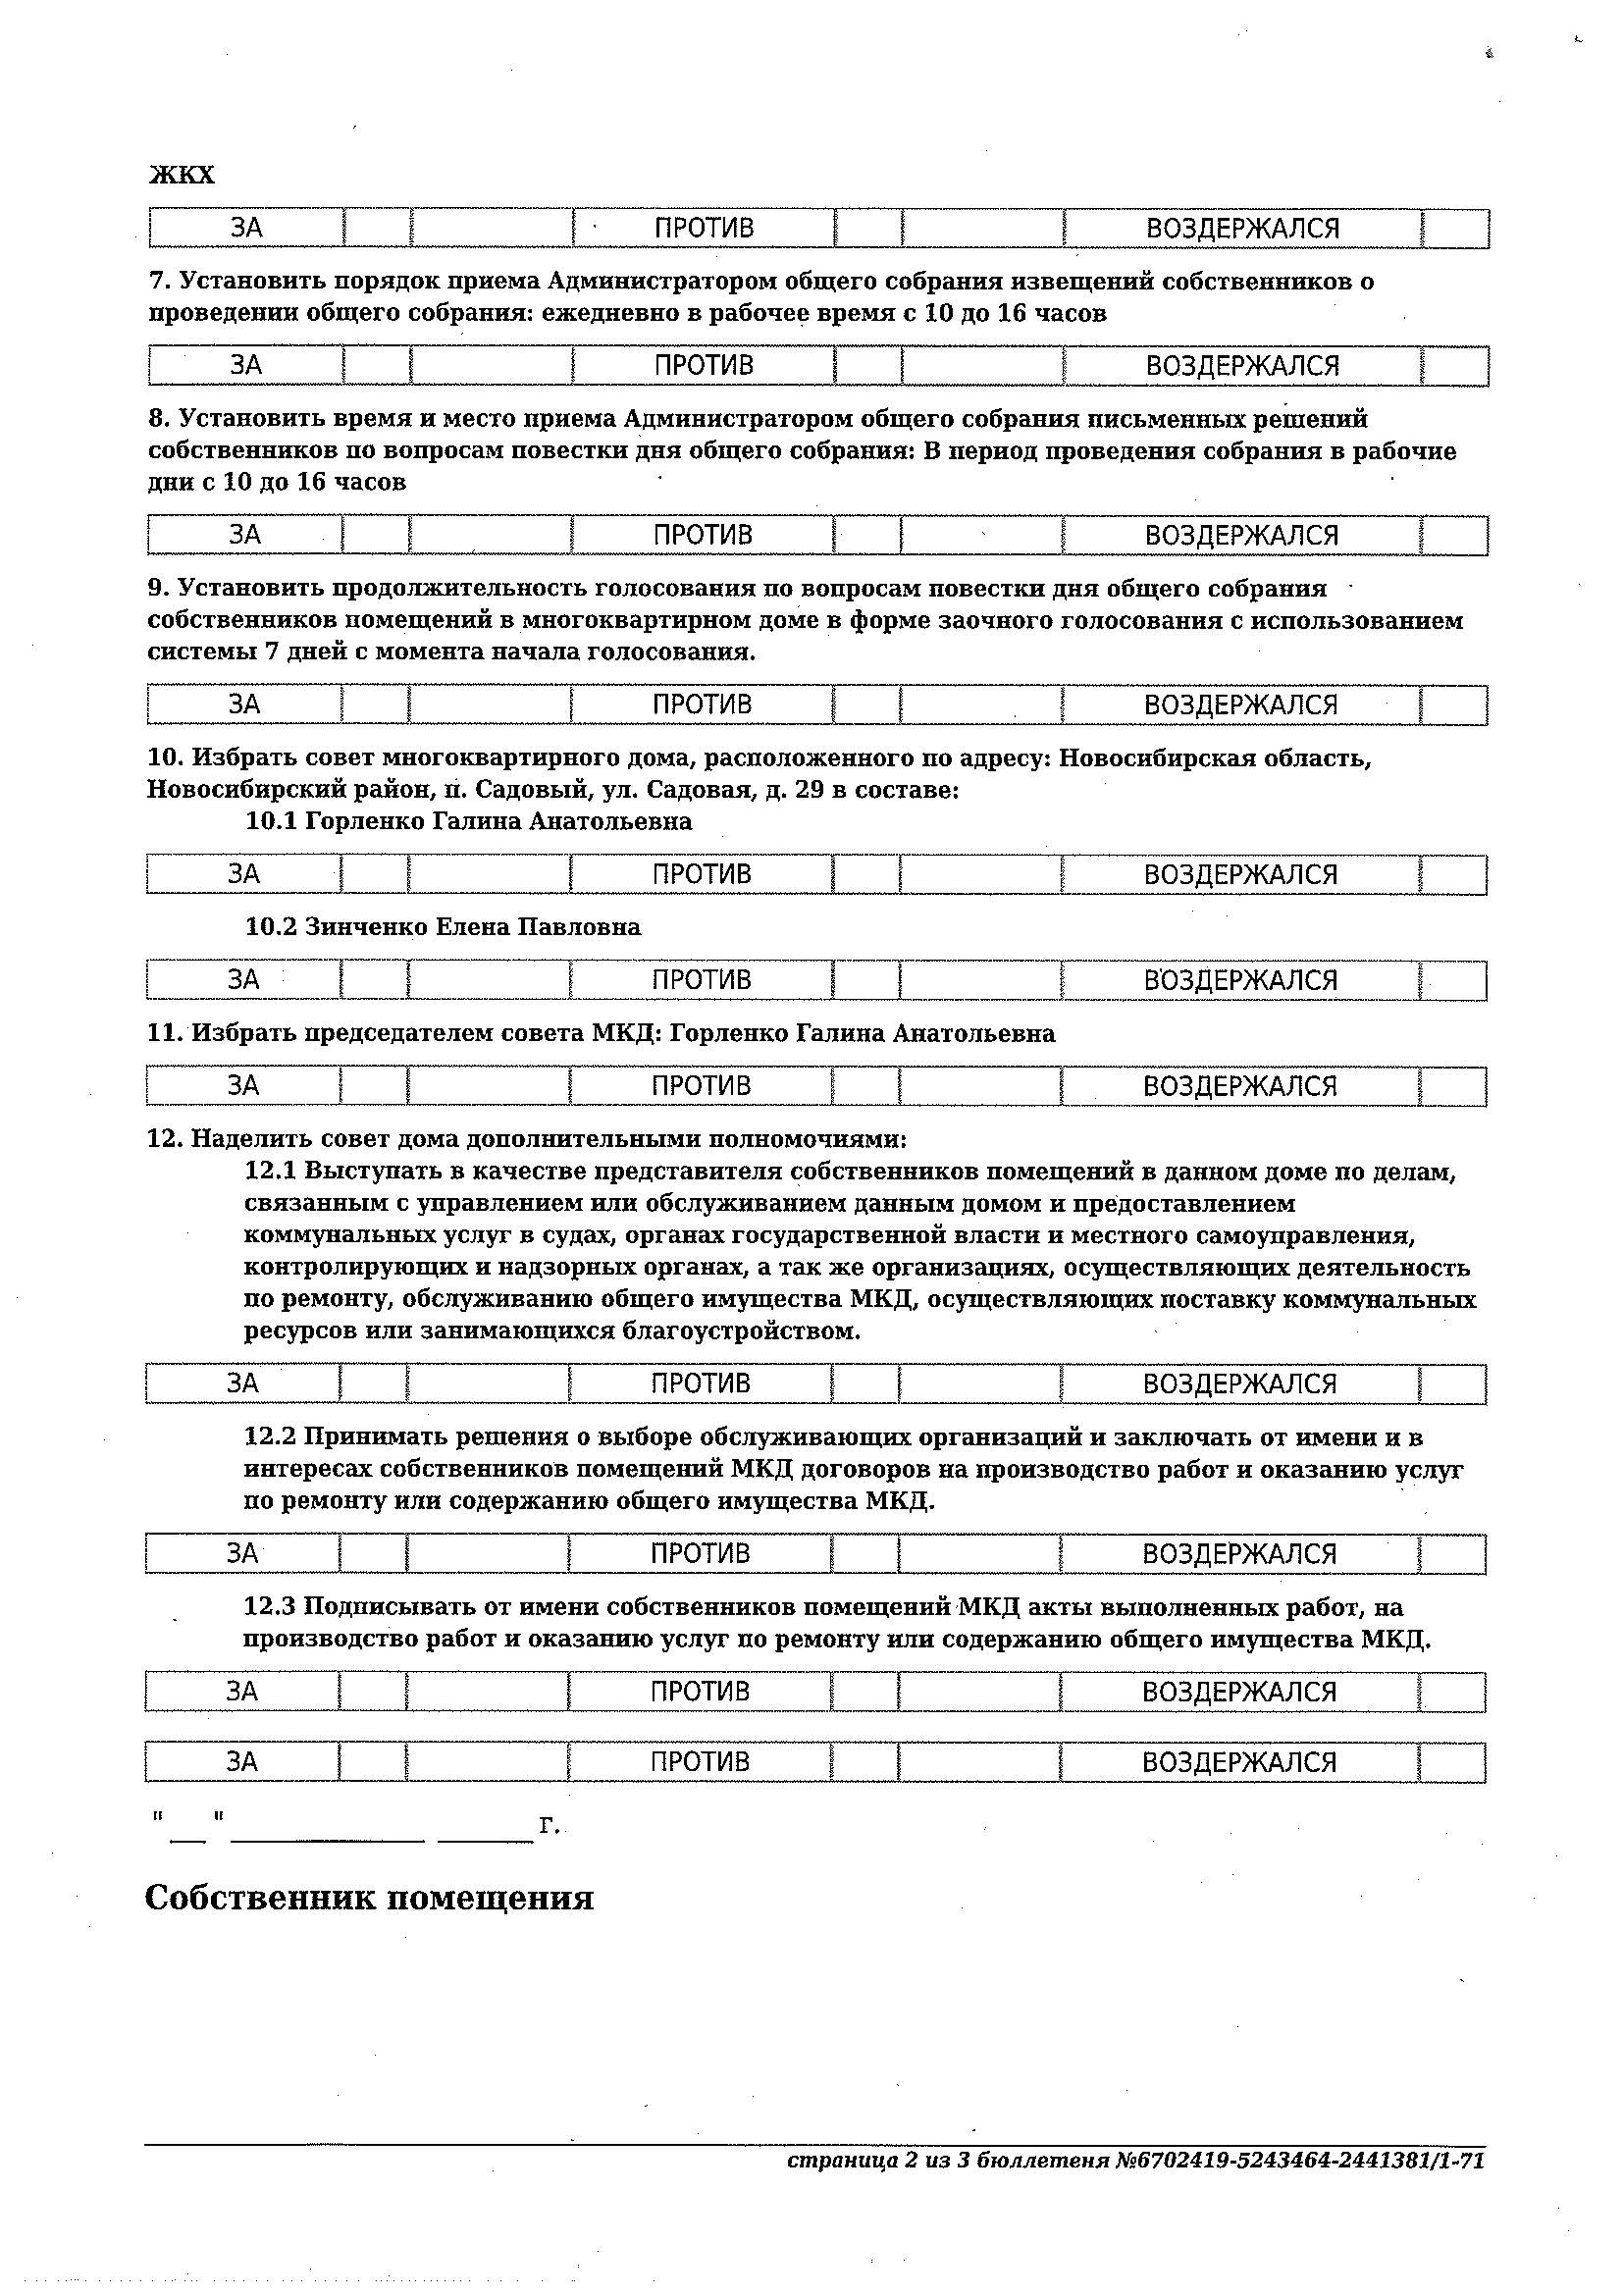 ЖКХ
ЗА ПРОТИВ ВОЗДЕРЖАЛСЯ
7. Установить порядок приема Администратором общего собрания извещений собственников о
проведении общего собрания: ежедневно в рабочее время с 10 до 16 часов
ЗА ПРОТИВ ВОЗДЕРЖАЛСЯ
8. Установить время и место приема Администратором общего собрания письменных решений
собственников по вопросам повестки дня общего собрания: В период проведения собрания в рабочие
дни с 10 до 16 часов
ЗА ПРОТИВ ВОЗДЕРЖАЛСЯ
9. Установить продолжительность голосования по вопросам повестки дня общего собрания
собственников помещений в многоквартирном доме в форме заочного голосования с использованием
системы 7 дней с момента начала голосования.
ЗА ПРОТИВ ВОЗДЕРЖАЛСЯ
10. Избрать совет многоквартирного дома, расположенного по адресу: Новосибирская область,
Новосибирский район, п. Садовый, ул. Садовая, д. 29 в составе:
10.1 Горленко Галина Анатольевна
ЗА ПРОТИВ ВОЗДЕРЖАЛСЯ
10.2 Зинченко Елена Павловна
ЗА ПРОТИВ ВОЗДЕРЖАЛСЯ
11. Избрать председателем совета МКД: Горленко Галина Анатольевна
ЗА ПРОТИВ ВОЗДЕРЖАЛСЯ
12. Наделить совет дома дополнительными полномочиями:
12.1 Выступать в качестве представителя собственников помещений в данном доме по делам,
связанным с управлением или обслуживанием данным домом и предоставлением
коммунальных услуг в судах, органах государственной власти и местного самоуправления,
контролирующих и надзорных органах, а так же организациях, осуществляющих деятельность
по ремонту, обслуживанию общего имущества МКД, осуществляющих поставку коммунальных
ресурсов или занимающихся благоустройством.
ЗА ПРОТИВ ВОЗДЕРЖАЛСЯ
12.2 Принимать решения о выборе обслуживающих организаций и заключать от имени и в
интересах собственников помещений МКД договоров на производство работ и оказанию услуг
по ремонту или содержанию общего имущества МКД.
ЗА ПРОТИВ ВОЗДЕРЖАЛСЯ
12.3 Подписывать от имени собственников помещений МКД акты выполненных работ, на
производство работ и оказанию услуг по ремонту или содержанию общего имущества МКД.
ЗА ПРОТИВ ВОЗДЕРЖАЛСЯ
ЗА ПРОТИВ ВОЗДЕРЖАЛСЯ
"__" ______________ _______ г.
Собственник помещения
страница 2 из 3 бюллетеня №6702419-5243464-2441381/1-71